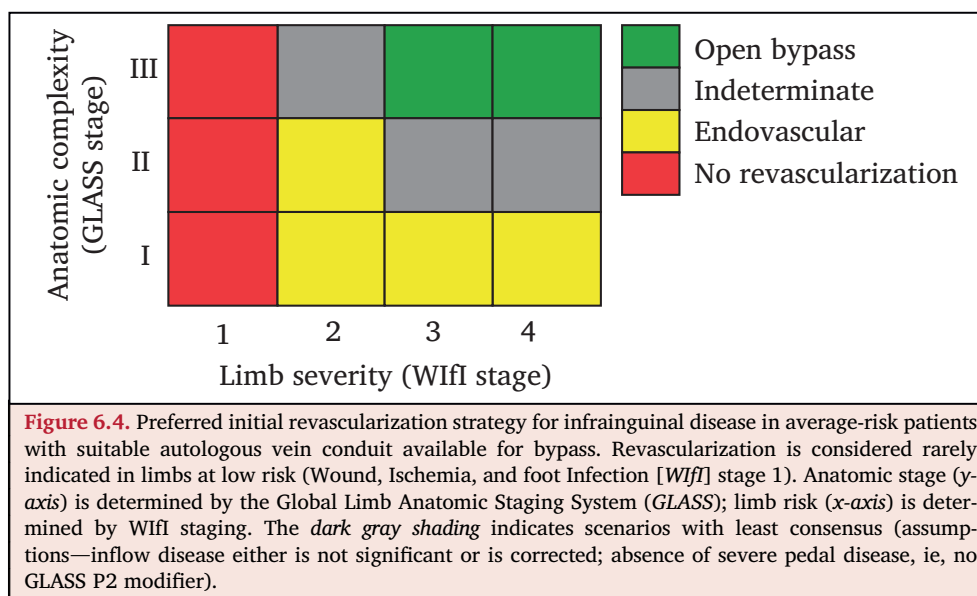 Anatomic complexity
(GLASS stage)
III
II
I
1 2 3 4
Limb severity (WIfI stage)
Open bypass
Indeterminate
Endovascular
No revascularization
Figure 6.4. Preferred initial revascularization strategy for infrainguinal disease in average-risk patients
with suitable autologous vein conduit available for bypass. Revascularization is considered rarely
indicated in limbs at low risk (Wound, Ischemia, and foot Infection [WIfI] stage 1). Anatomic stage (y-
axis) is determined by the Global Limb Anatomic Staging System (GLASS); limb risk (x-axis) is deter-
mined by WIfI staging. The dark gray shading indicates scenarios with least consensus (assump-
tions—inflow disease either is not significant or is corrected; absence of severe pedal disease, ie, no
GLASS P2 modifier).